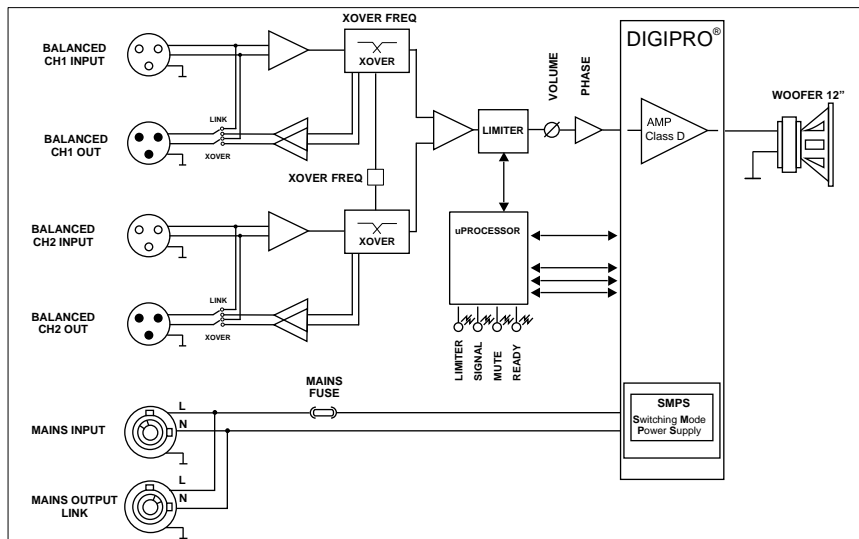 XOVER FREQ
BALANCED
CH1 INPUT
XOVER
DIGIPRO®
VOLUME
PHASE
WOOFER 12”
LINK
BALANCED
CH1 OUT
XOVER
LIMITER
AMP
Class D
XOVER FREQ
BALANCED
CH2 INPUT
XOVER
uPROCESSOR
LINK
BALANCED
CH2 OUT
XOVER
LIMITER
SIGNAL
MUTE
READY
MAINS
FUSE
L
MAINS INPUT
N
SMPS
Switching Mode
Power Supply
L
MAINS OUTPUT
LINK
N